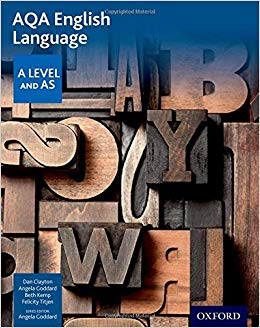 AQA English
Language
A LEVEL
AND AS
Dan Clayton
Angela Goddard
Beth Kemp
Felicity Titjen
SERIES EDITOR
Angela Goddard
OXFORD